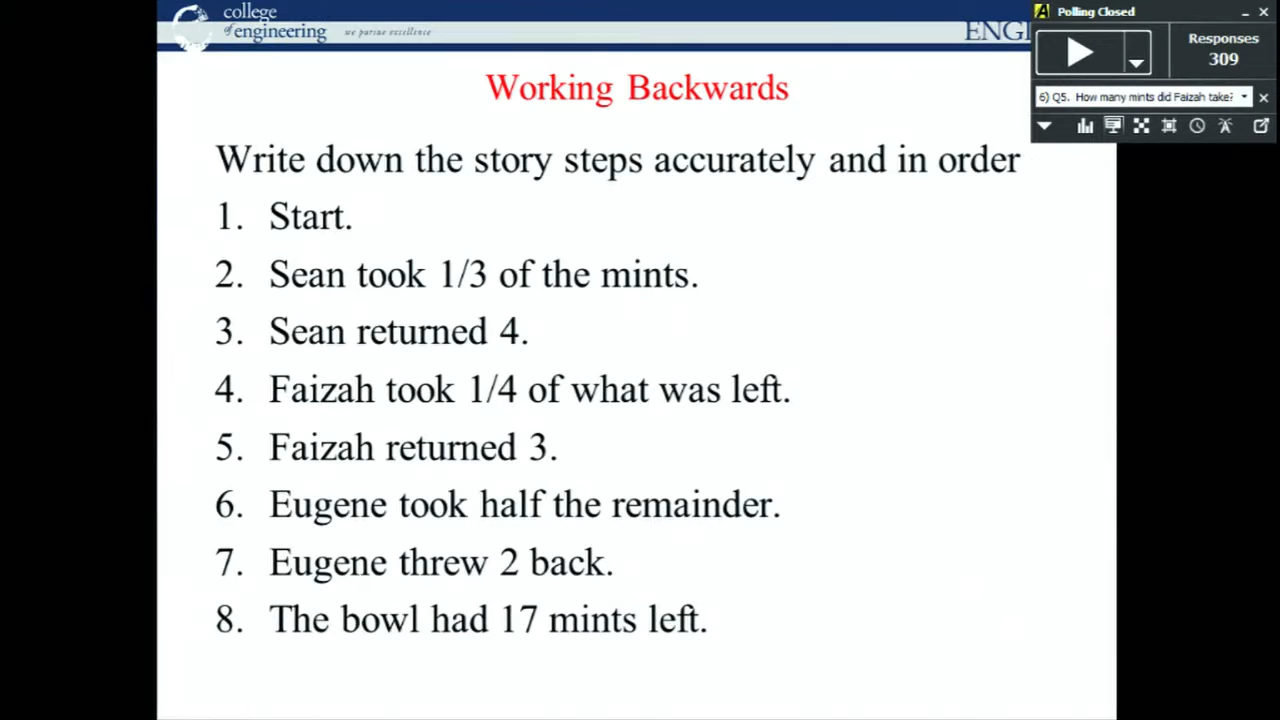 college
of engineering
we pursue excellence
ENG
Polling Closed
Responses
309
6) Q5. How many mints did Faizah take?
Working Backwards
Write down the story steps accurately and in order
1. Start.
2. Sean took 1/3 of the mints.
3. Sean returned 4.
4. Faizah took 1/4 of what was left.
5. Faizah returned 3.
6. Eugene took half the remainder.
7. Eugene threw 2 back.
8. The bowl had 17 mints left.